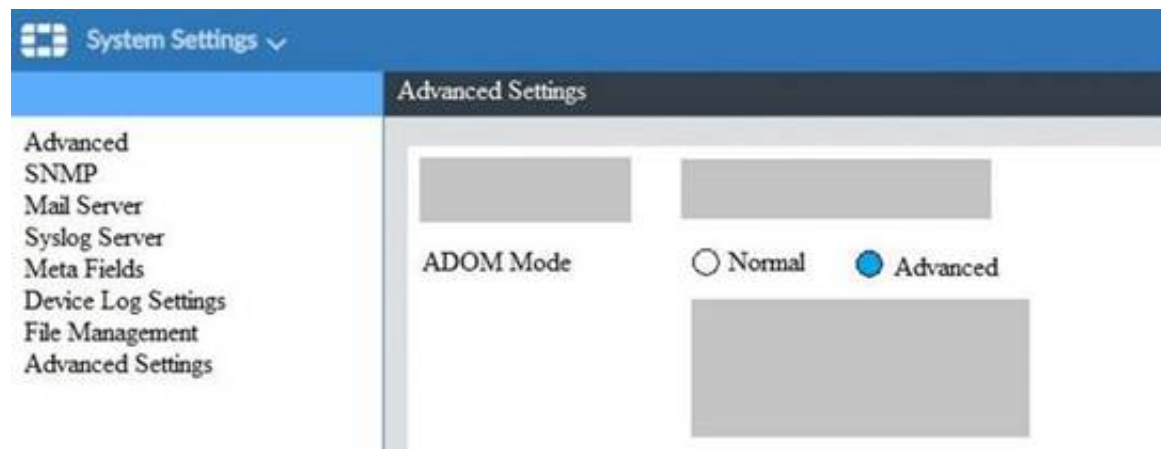 System Settings
Advanced Settings
Advanced
SNMP
Mail Server
Syslog Server
Meta Fields
Device Log Settings
File Management
Advanced Settings
ADOM Mode
Normal
Advanced